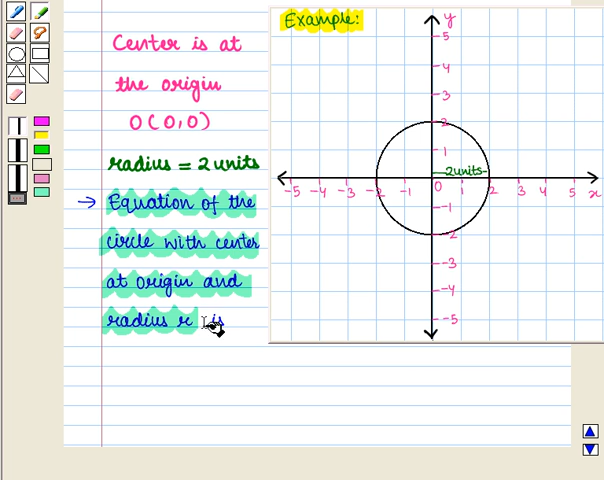 Center is at
the origin
O(0,0)
radius = 2 units
→ Equation of the
circle with center
at origin and
radius r is
Example:
y
5
4
3
2
1
2 units
-5 -4 -3 -2 -1 0 1 2 3 4 5 x
-1
-2
-3
-4
-5